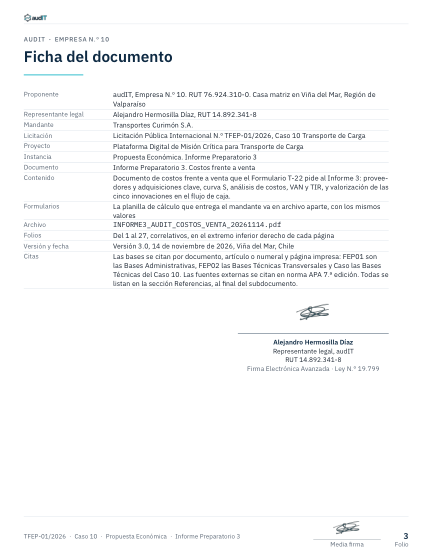 audIT
AUDIT · EMPRESA N.º 10
Ficha del documento
Proponente audIT, Empresa N.º 10. RUT 76.924.310-0. Casa matriz en Viña del Mar, Región de
Valparaíso
Representante legal Alejandro Hermosilla Díaz, RUT 14.892.341-8
Mandante Transportes Curimón S.A.
Licitación Licitación Pública Internacional N.º TFEP-01/2026, Caso 10 Transporte de Carga
Proyecto Plataforma Digital de Misión Crítica para Transporte de Carga
Instancia Propuesta Económica. Informe Preparatorio 3
Documento Informe Preparatorio 3. Costos frente a venta
Contenido Documento de costos frente a venta que el Formulario T-22 pide al Informe 3: provee-
dores y adquisiciones clave, curva S, análisis de costos, VAN y TIR, y valorización de las
cinco innovaciones en el flujo de caja.
Formularios La planilla de cálculo que entrega el mandante va en archivo aparte, con los mismos
valores
Archivo INFORME3_AUDIT_COSTOS_VENTA_20261114.pdf
Folios Del 1 al 27, correlativos, en el extremo inferior derecho de cada página
Versión y fecha Versión 3.0, 14 de noviembre de 2026, Viña del Mar, Chile
Citas Las bases se citan por documento, artículo o numeral y página impresa: FEP01 son
las Bases Administrativas, FEP02 las Bases Técnicas Transversales y Caso las Bases
Técnicas del Caso 10. Las fuentes externas se citan en norma APA 7.ª edición. Todas se
listan en la sección Referencias, al final del subdocumento.
Alejandro Hermosilla Díaz
Representante legal, audIT
RUT 14.892.341-8
Firma Electrónica Avanzada · Ley N.º 19.799
TFEP-01/2026 · Caso 10 · Propuesta Económica · Informe Preparatorio 3
Media firma
3
Folio